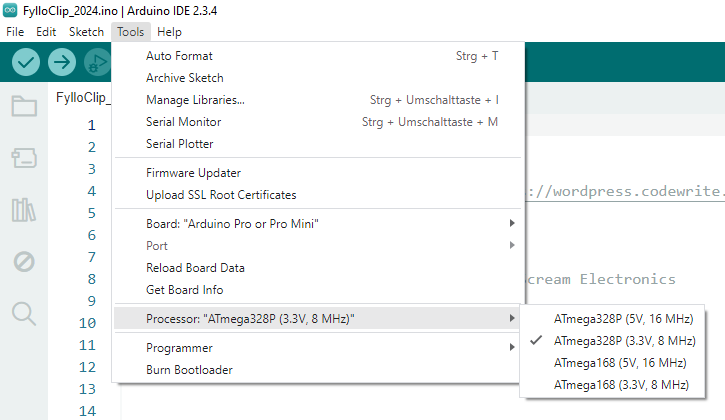 FylloClip_2024.ino | Arduino IDE 2.3.4
File Edit Sketch Tools Help
Auto Format Strg + T
Archive Sketch
Manage Libraries... Strg + Umschalttaste + I
Serial Monitor Strg + Umschalttaste + M
Serial Plotter
Firmware Updater
Upload SSL Root Certificates
Board: "Arduino Pro or Pro Mini"
Port
Reload Board Data
Get Board Info
Processor: "ATmega328P (3.3V, 8 MHz)"
Programmer
Burn Bootloader
ATmega328P (5V, 16 MHz)
ATmega328P (3.3V, 8 MHz)
ATmega168 (5V, 16 MHz)
ATmega168 (3.3V, 8 MHz)
FylloClip_
1
2
3
4 ://wordpress.codewrite.
5
6
7
8 cream Electronics
9
10
11
12
13
14